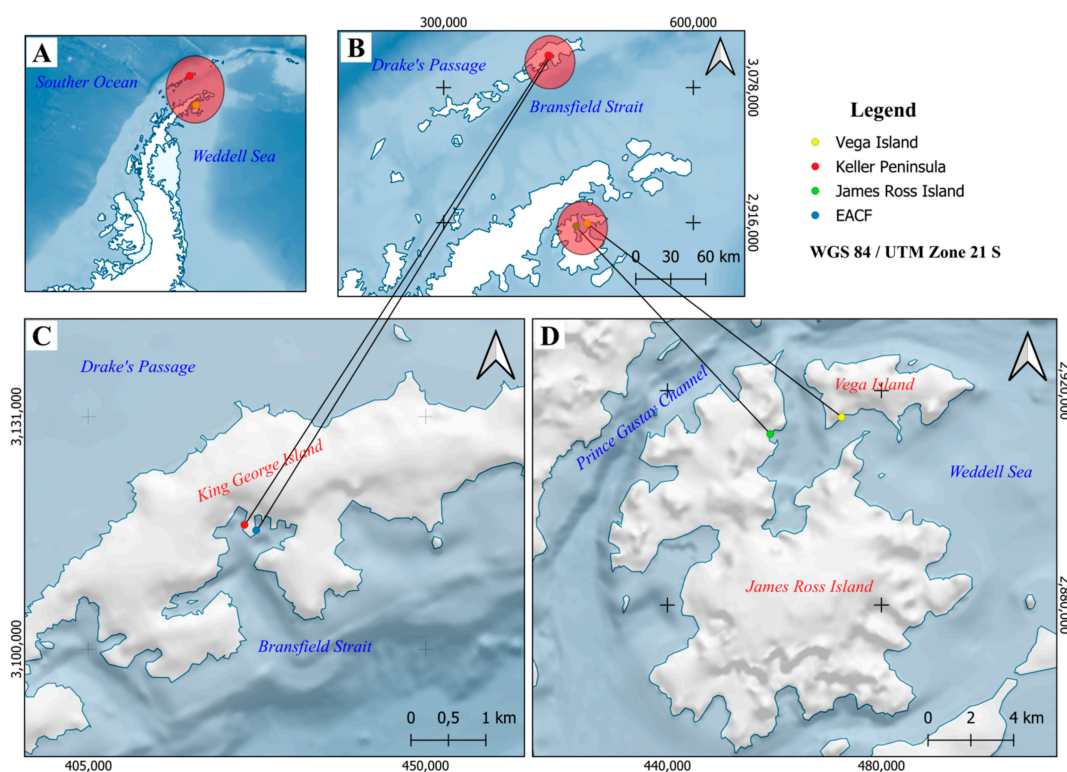 A
Souther Ocean
Weddell Sea
300,000
600,000
B
Drake's Passage
Bransfield Strait
3,078,000
2,916,000
0 30 60 km
Legend
Vega Island
Keller Peninsula
James Ross Island
EACF
WGS 84 / UTM Zone 21 S
C
Drake's Passage
King George Island
Bransfield Strait
3,131,000
3,100,000
0 0,5 1 km
405,000
450,000
D
Prince Gustav Channel
Vega Island
Weddell Sea
James Ross Island
2,920,000
2,880,000
0 2 4 km
440,000
480,000